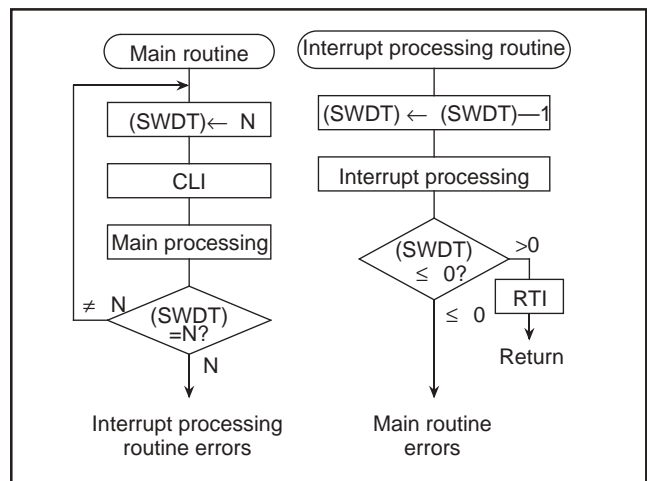 Main routine
(SWDT)← N
CLI
Main processing
≠ N
(SWDT)
=N?
N
Interrupt processing
routine errors
Interrupt processing routine
(SWDT) ← (SWDT)—1
Interrupt processing
(SWDT)
≤ 0?
>0
RTI
Return
≤ 0
Main routine
errors